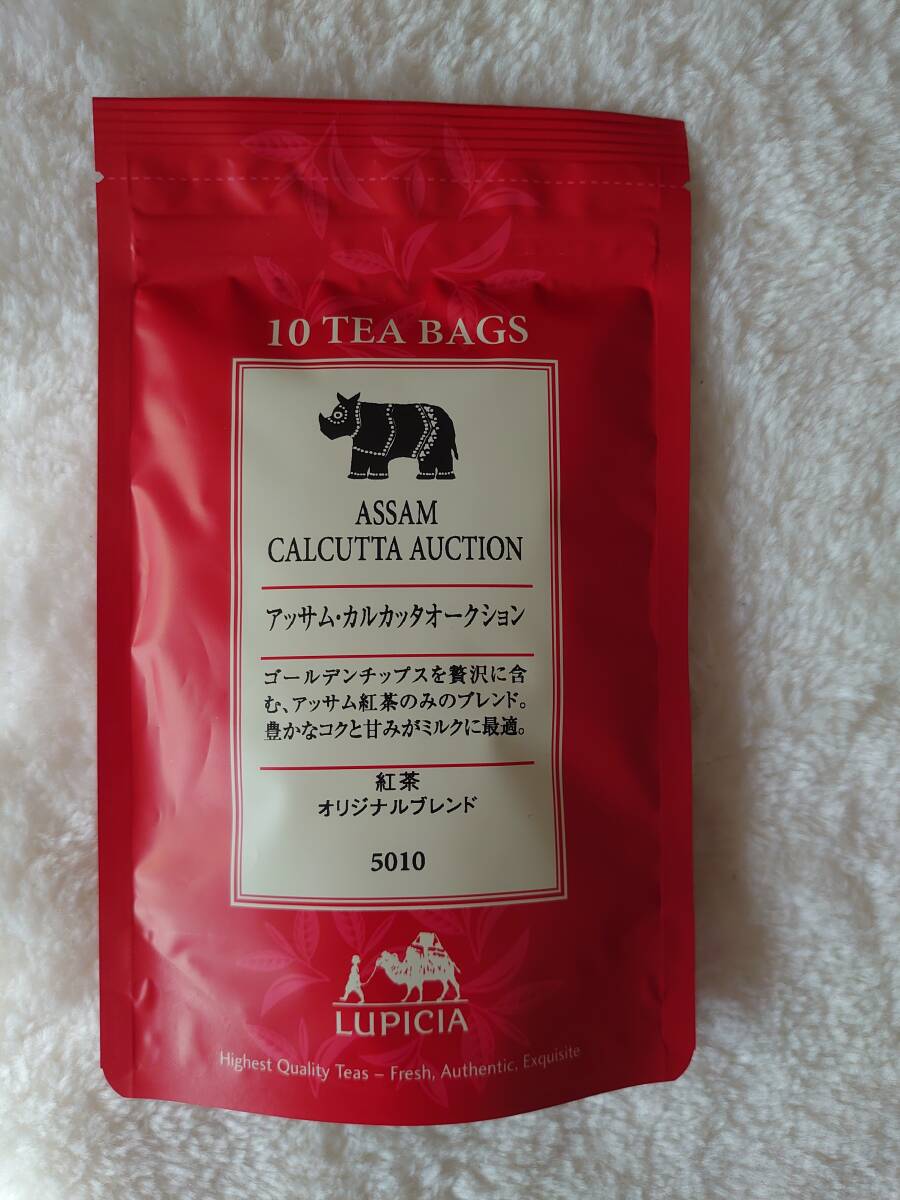 10 TEA BAGS
ASSAM
CALCUTTA AUCTION
アッサム・カルカッタオークション
ゴールデンチップスを贅沢に含
む、アッサム紅茶のみのブレンド。
豊かなコクと甘みがミルクに最適。
紅茶
オリジナルブレンド
5010
LUPICIA
Highest Quality Teas – Fresh, Authentic, Exquisite